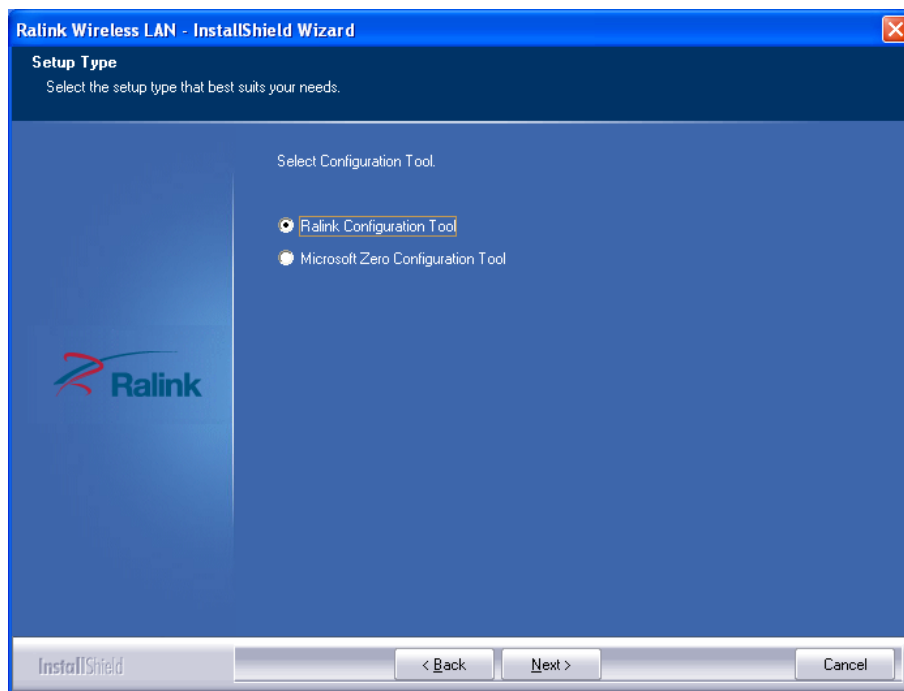 Ralink Wireless LAN - InstallShield Wizard
Setup Type
Select the setup type that best suits your needs.
Select Configuration Tool.
Ralink Configuration Tool
Microsoft Zero Configuration Tool
Ralink
InstallShield
< Back
Next >
Cancel